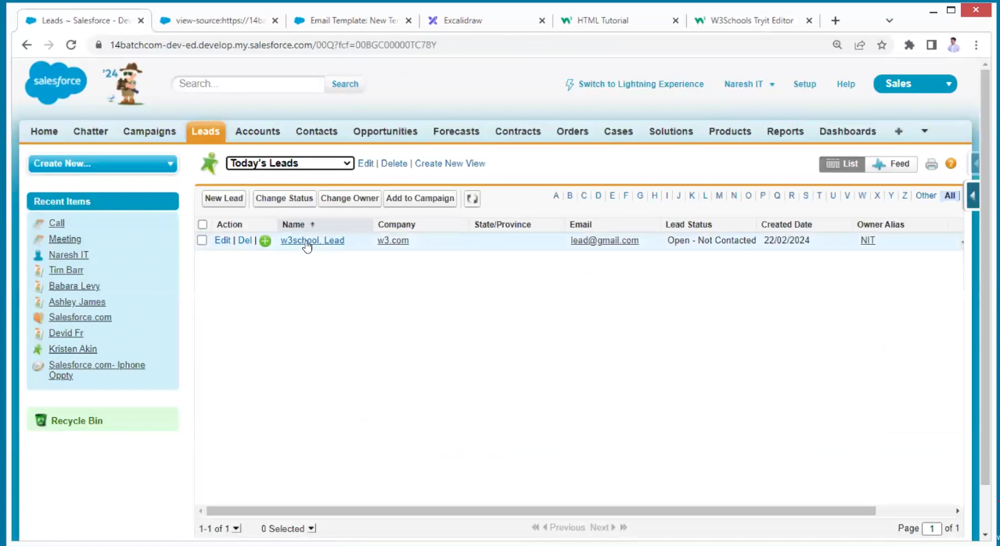 Leads ~ Salesforce - Dev
view-source:https://14ba
Email Template: New Te
Excalidraw
HTML Tutorial
W3Schools Tryit Editor
14batchcom-dev-ed.develop.my.salesforce.com/00Q?fcf=00BGC00000TC78Y
salesforce
'24
Search...
Search
Switch to Lightning Experience
Naresh IT
Setup
Help
Sales
Home
Chatter
Campaigns
Leads
Accounts
Contacts
Opportunities
Forecasts
Contracts
Orders
Cases
Solutions
Products
Reports
Dashboards
Create New...
Today's Leads
Edit | Delete | Create New View
List
Feed
Recent Items
Call
Meeting
Naresh IT
Tim Barr
Babara Levy
Ashley James
Salesforce.com
Devid Fr
Kristen Akin
Salesforce.com- Iphone
Oppty
Recycle Bin
New Lead
Change Status
Change Owner
Add to Campaign
A | B | C | D | E | F | G | H | I | J | K | L | M | N | O | P | Q | R | S | T | U | V | W | X | Y | Z | Other | All
Action Name Company State/Province Email Lead Status Created Date Owner Alias
Edit | Del | w3school, Lead w3.com lead@gmail.com Open - Not Contacted 22/02/2024 NIT
1-1 of 1
0 Selected
Previous Next
Page 1 of 1